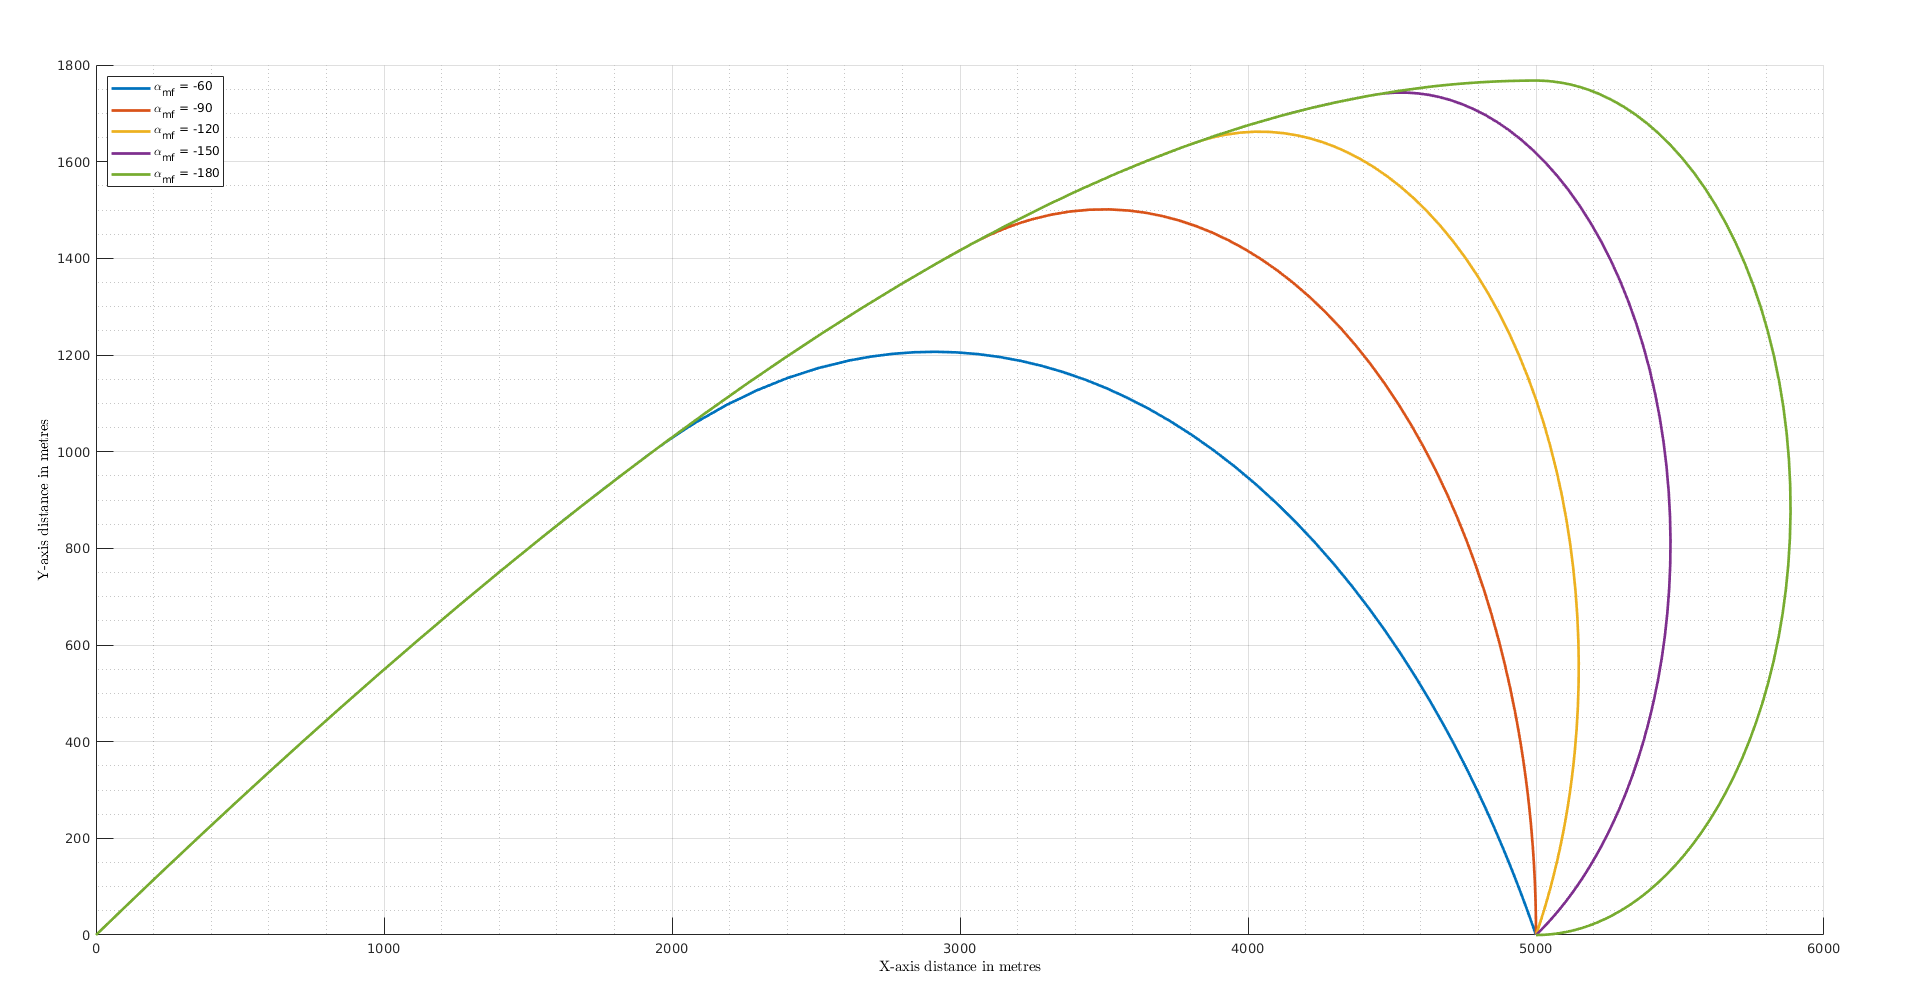 1800
1600
1400
1200
1000
800
600
400
200
0
Y-axis distance in metres
α_mf = -60
α_mf = -90
α_mf = -120
α_mf = -150
α_mf = -180
0 1000 2000 3000 4000 5000 6000
X-axis distance in metres